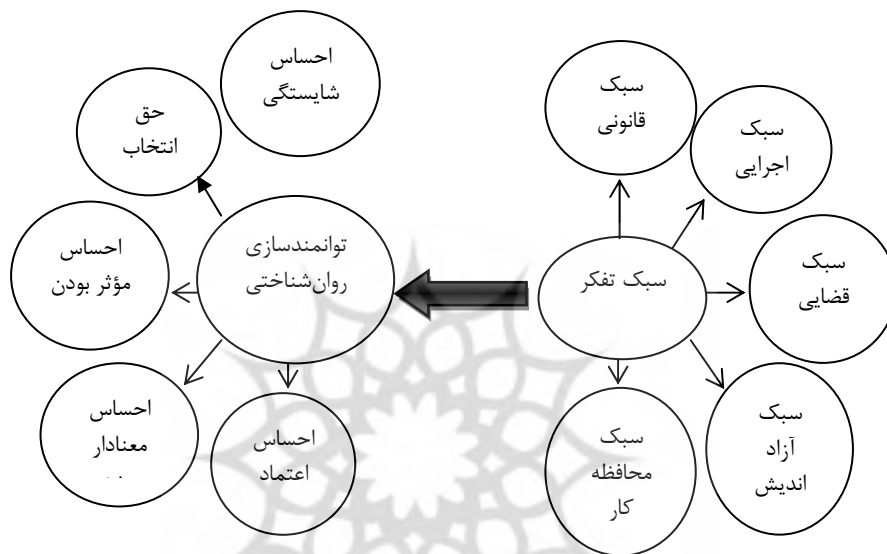 سبک
قانونی
سبک
اجرایی
سبک
قضایی
سبک تفکر
سبک
آزاد
اندیش
سبک
محافظه
کار
احساس
شایستگی
حق
انتخاب
توانمندسازی
روان‌شناختی
احساس
مؤثر بودن
احساس
معنادار
احساس
اعتماد